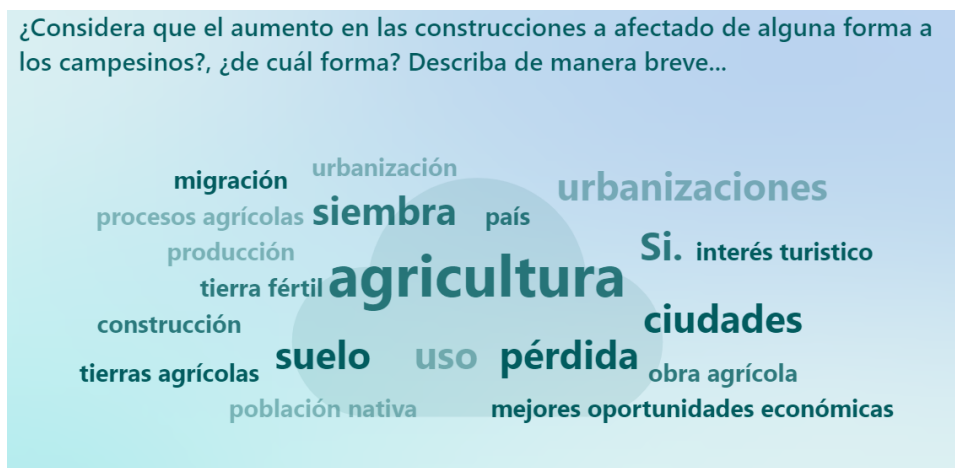 ¿Considera que el aumento en las construcciones a afectado de alguna forma a
los campesinos?, ¿de cuál forma? Describa de manera breve...
urbanización
migración
urbanizaciones
procesos agrícolas siembra país
producción
Si. interés turistico
tierra fértil agricultura
construcción
ciudades
suelo uso pérdida
tierras agrícolas
obra agrícola
población nativa
mejores oportunidades económicas